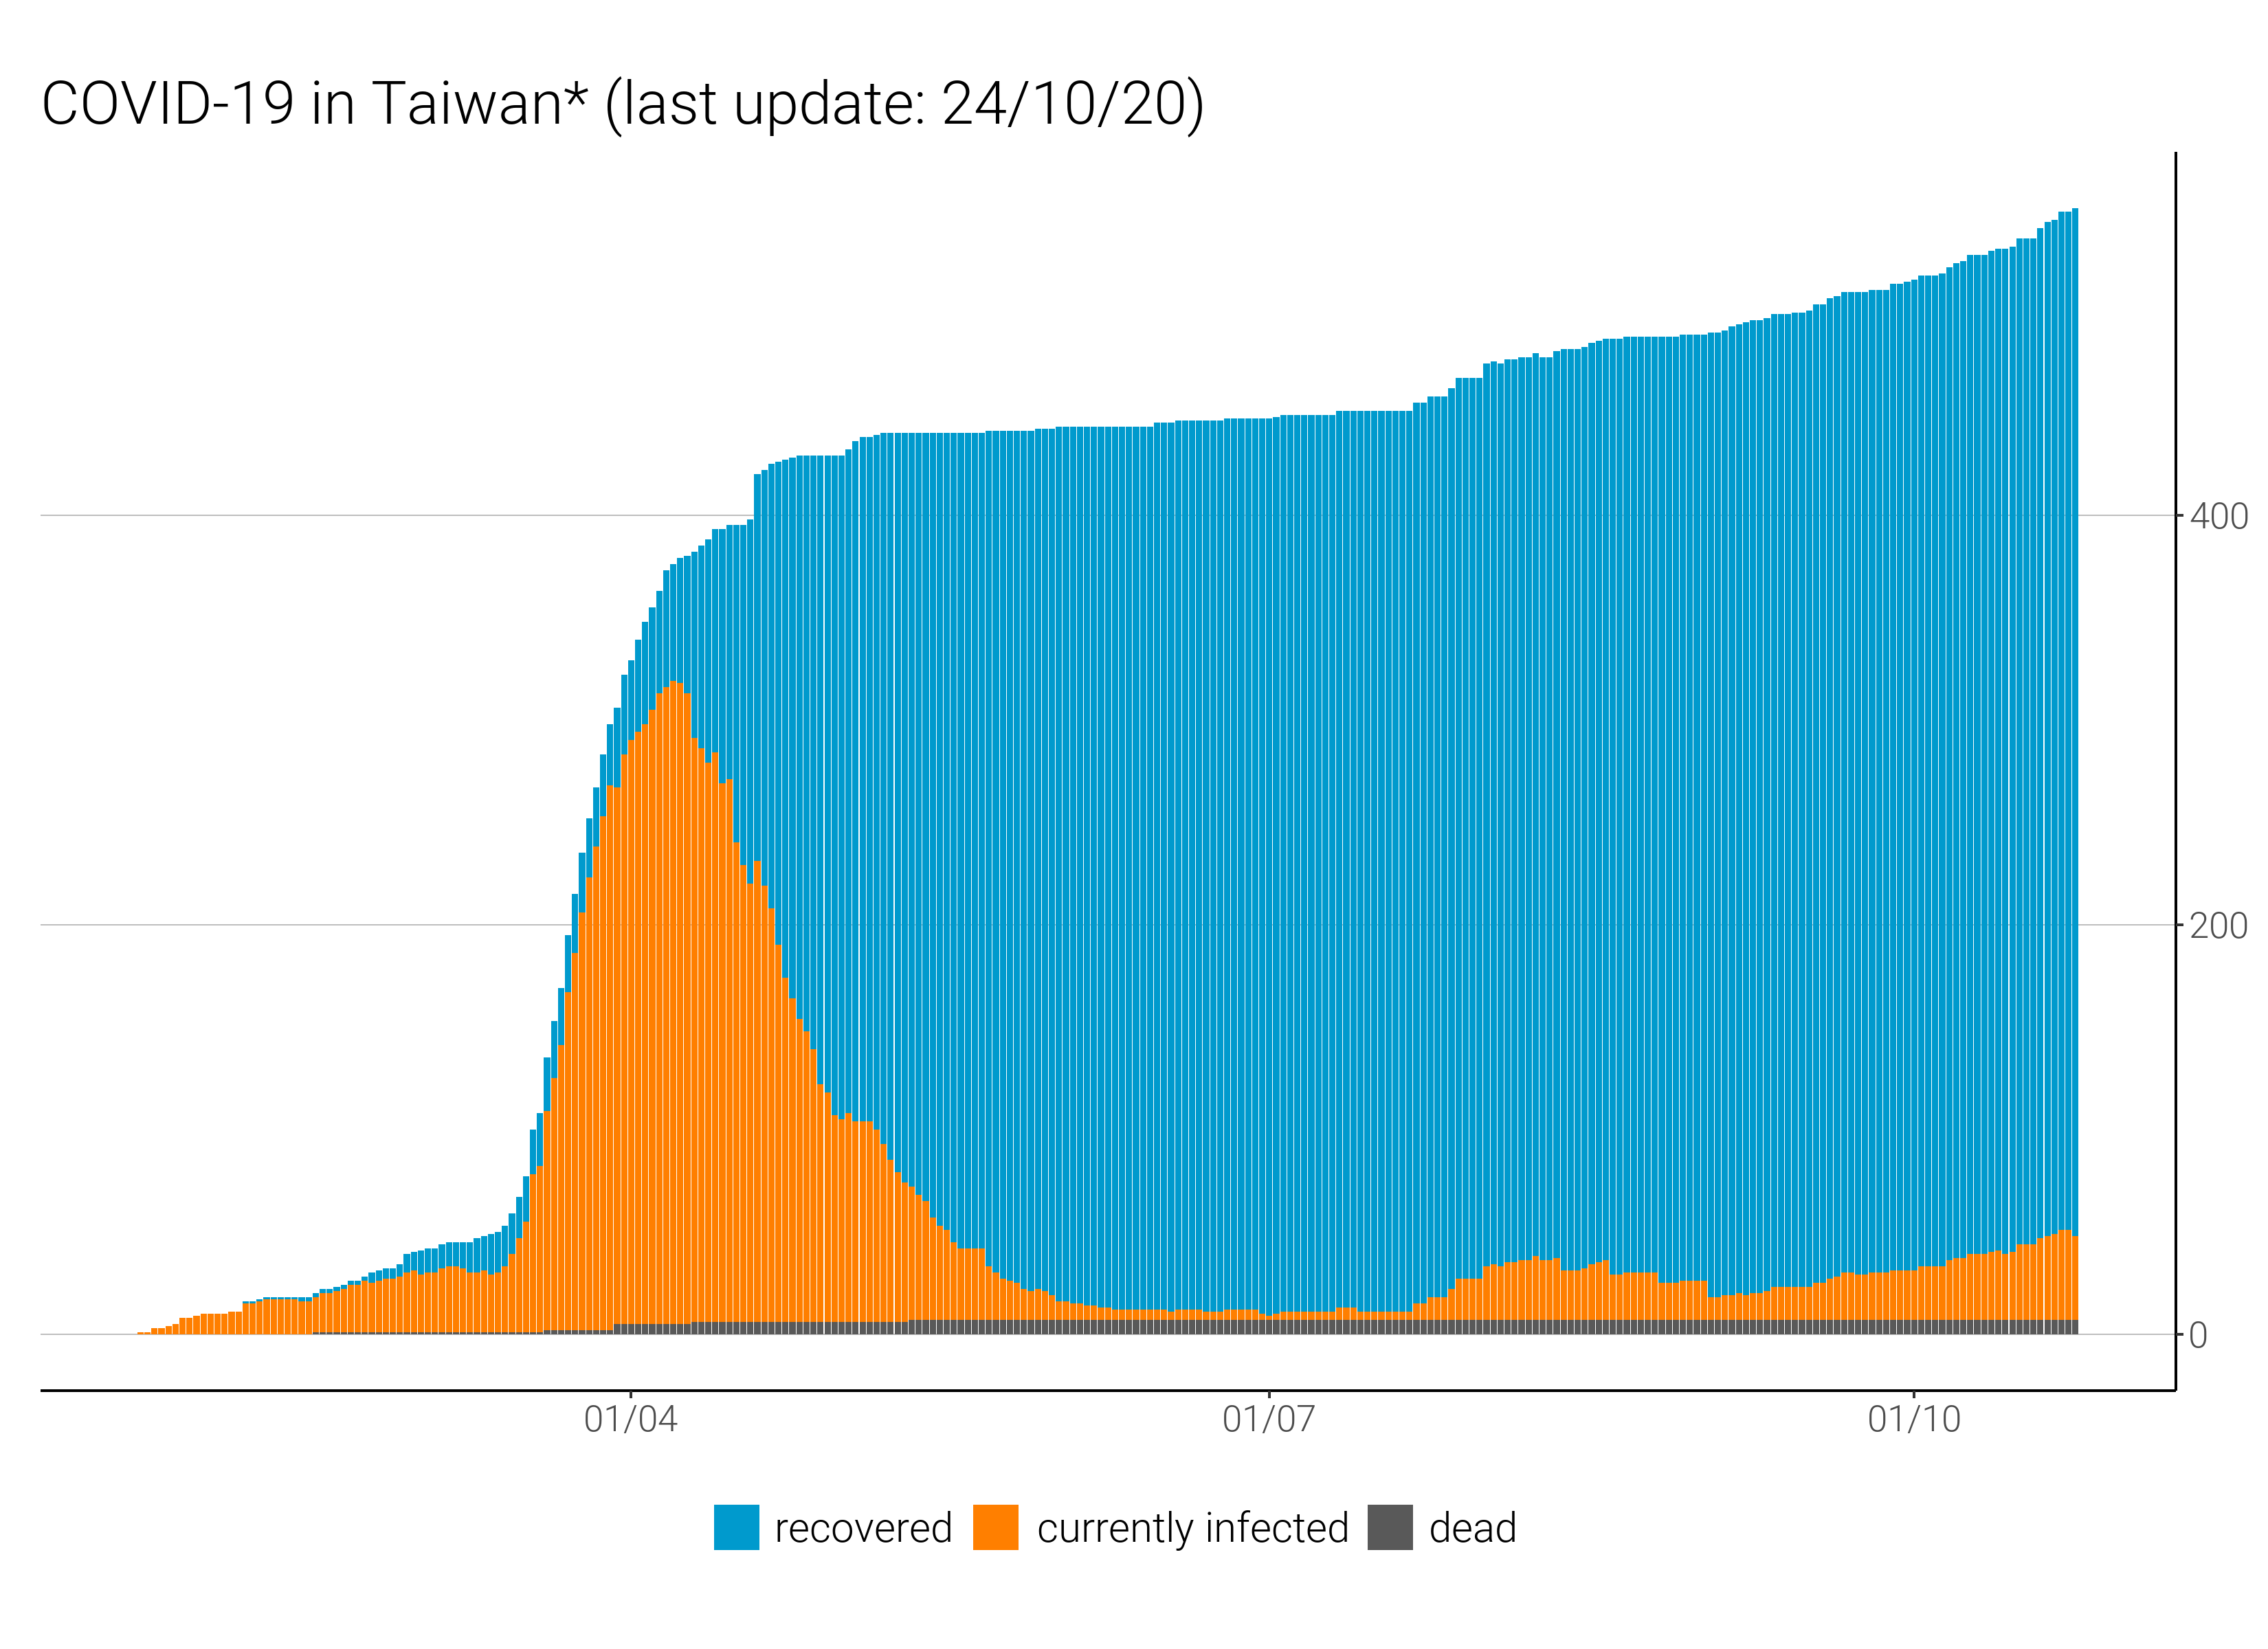 COVID-19 in Taiwan* (last update: 24/10/20)
400
200
0
01/04 01/07 01/10
recovered currently infected dead